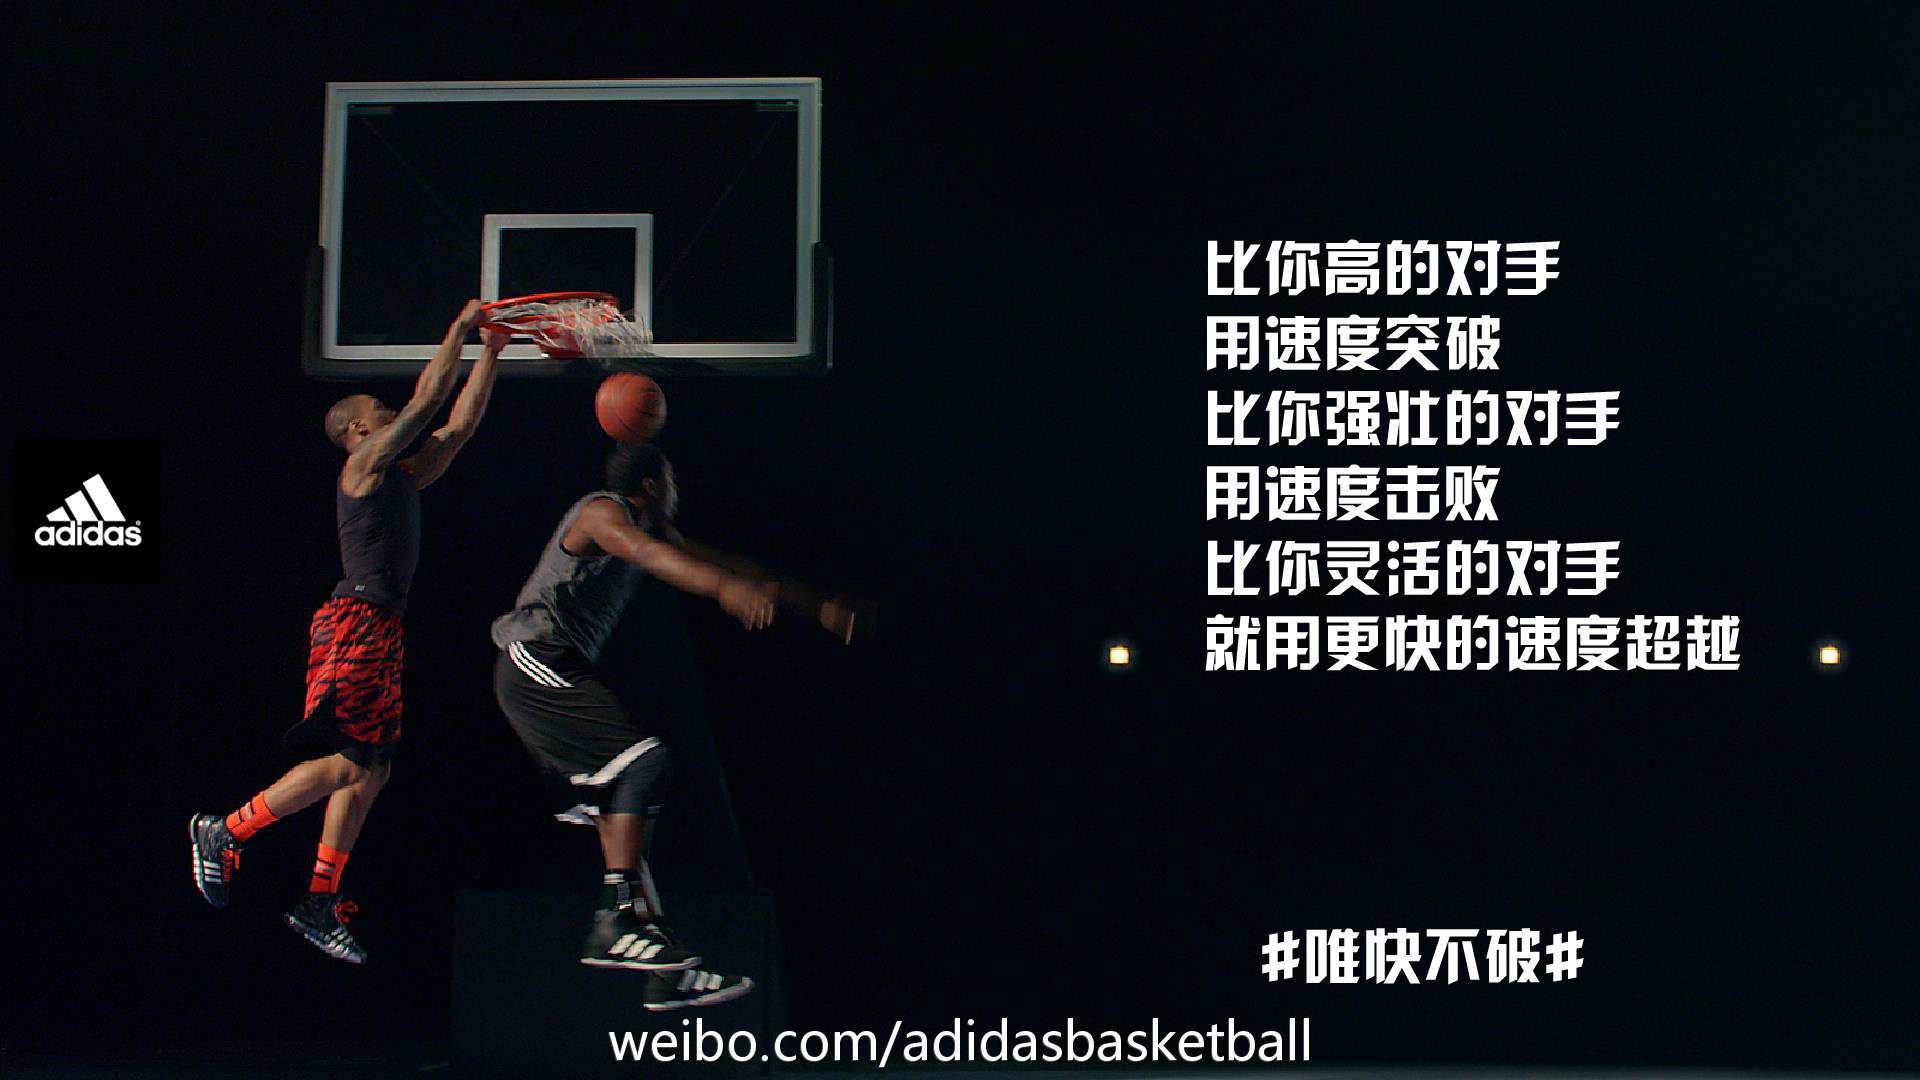 比你高的对手
用速度突破
比你强壮的对手
用速度击败
adidas
比你灵活的对手
就用更快的速度超越
#唯快不破#
weibo.com/adidasbasketball